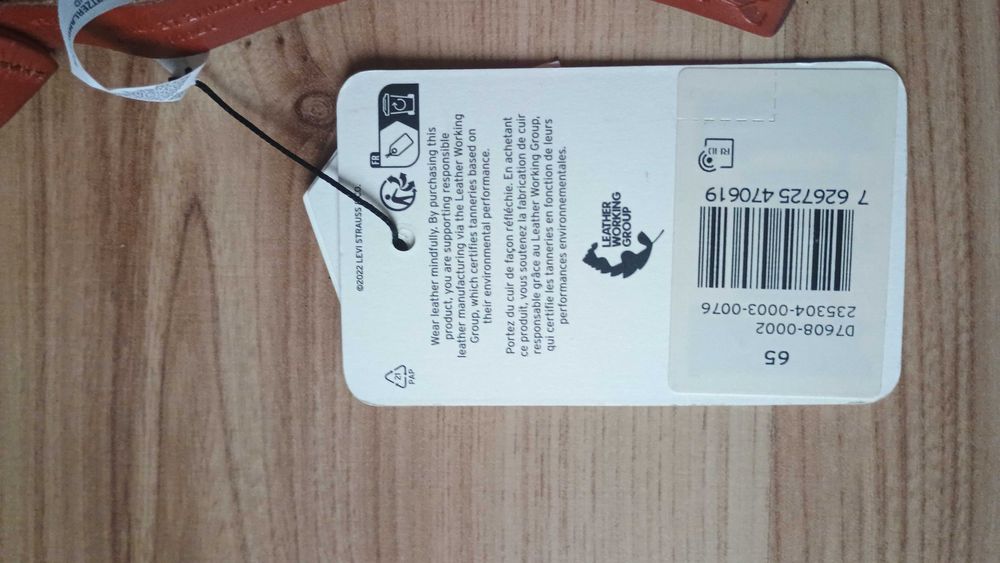 ITZERLAN
©2022 LEVI STRAUSS & CO.
FR
Wear leather mindfully. By purchasing this
product, you are supporting responsible
leather manufacturing via the Leather Working
Group, which certifies tanneries based on
their environmental performance.
Portez du cuir de façon réfléchie. En achetant
ce produit, vous soutenez la fabrication de cuir
responsable grâce au Leather Working Group,
qui certifie les tanneries en fonction de leurs
performances environnementales.
21
PAP
LEATHER
WORKING
GROUP
65
D7608-0002
235304-0003-0076
7 626725 470619